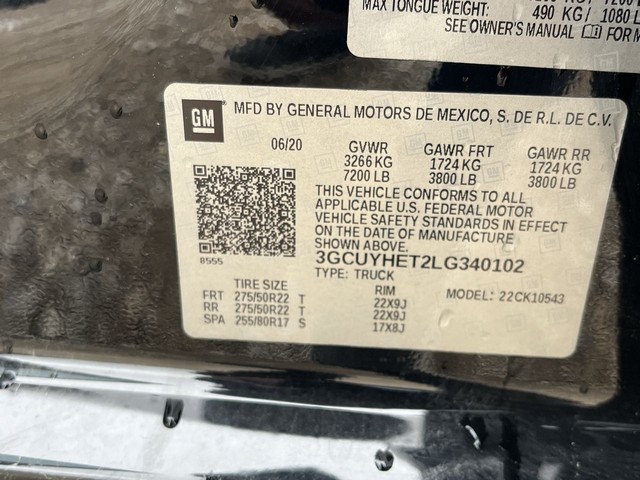 MAX TONGUE WEIGHT:
490 KG/ 1080 L
SEE OWNER'S MANUAL FOR M
GM
MFD BY GENERAL MOTORS DE MEXICO, S. DE R.L. DE C.V.
06/20 GVWR GAWR FRT GAWR RR
3266 KG 1724 KG 1724 KG
7200 LB 3800 LB 3800 LB
THIS VEHICLE CONFORMS TO ALL
APPLICABLE U.S. FEDERAL MOTOR
VEHICLE SAFETY STANDARDS IN EFFECT
ON THE DATE OF MANUFACTURE
SHOWN ABOVE.
8555
3GCUYHET2LG340102
TYPE: TRUCK
TIRE SIZE RIM MODEL: 22CK10543
FRT 275/50R22 T 22X9J
RR 275/50R22 T 22X9J
SPA 255/80R17 S 17X8J